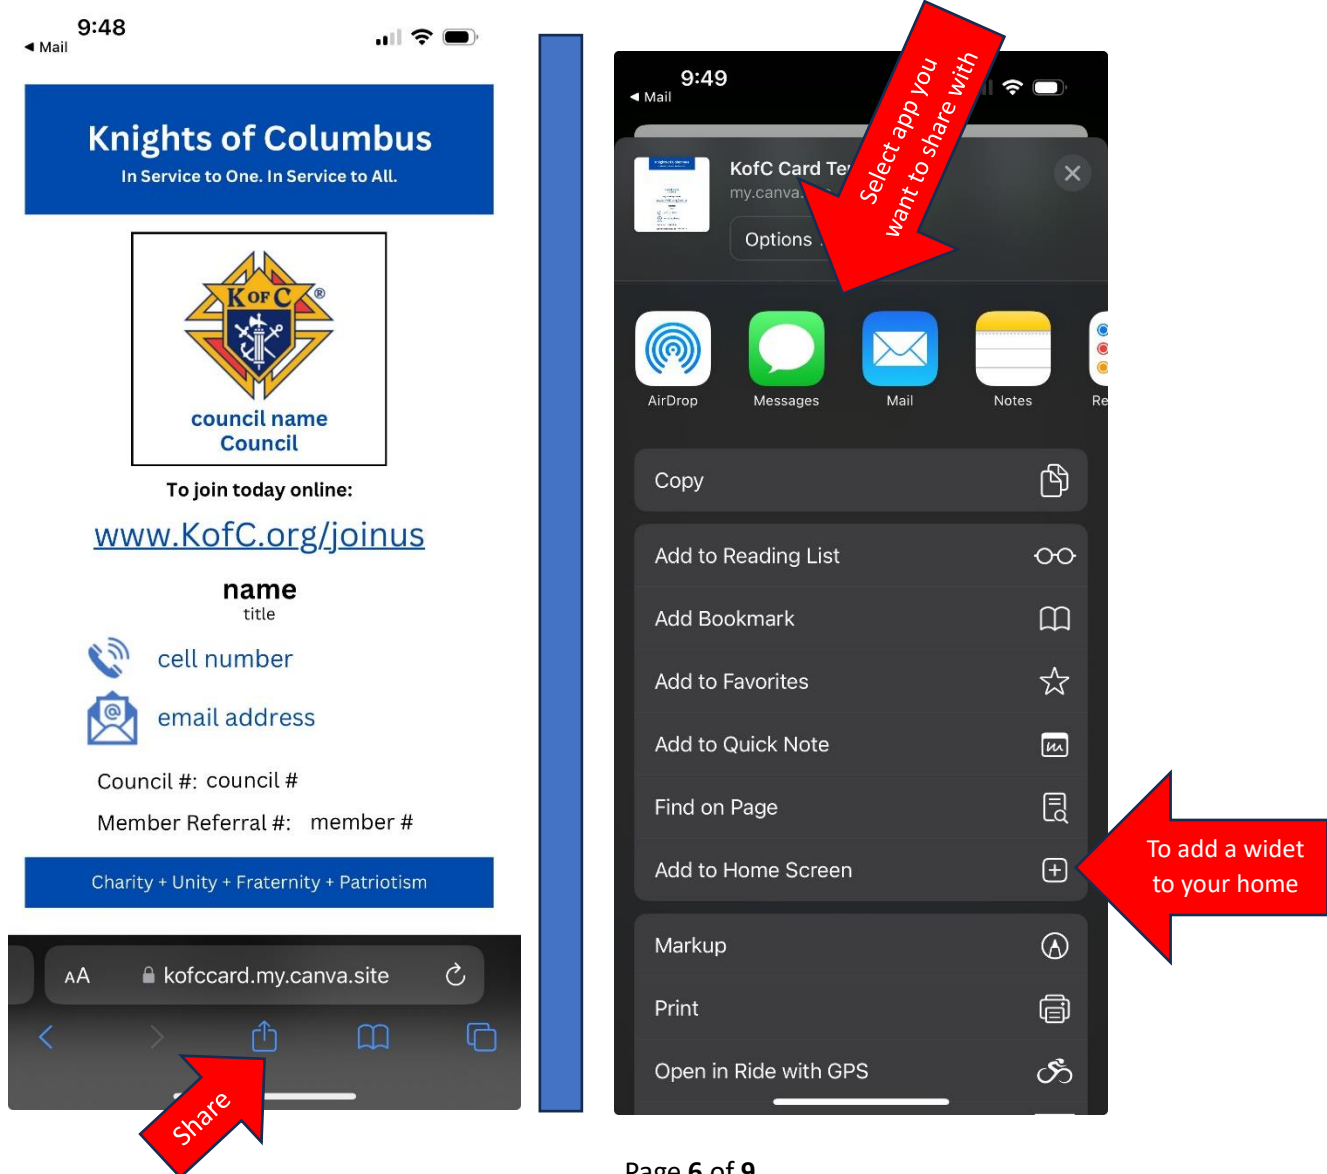 9:48
◀ Mail
Knights of Columbus
In Service to One. In Service to All.
K OF C ®
council name
Council
To join today online:
www.KofC.org/joinus
name
title
cell number
@
email address
Council #: council #
Member Referral #: member #
Charity + Unity + Fraternity + Patriotism
AA kofccard.my.canva.site
Share
9:49
◀ Mail
Select app you
want to share with
KofC Card Te
my.canva.
Options
AirDrop Messages Mail Notes Re
Copy
Add to Reading List
Add Bookmark
Add to Favorites
Add to Quick Note
Find on Page
Add to Home Screen
To add a widet
to your home
Markup
Print
Open in Ride with GPS
Page 6 of 9